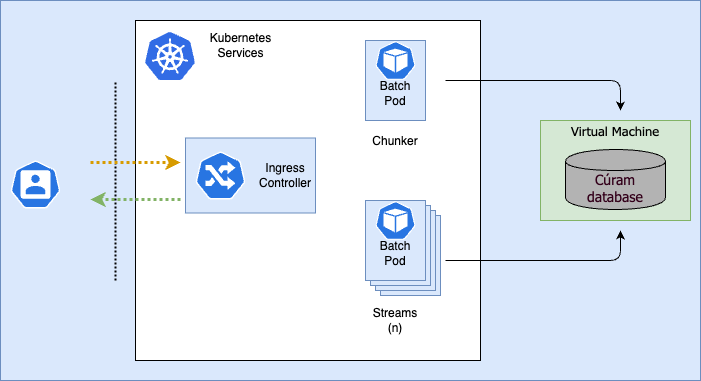 Kubernetes
Services
Batch
Pod
Chunker
Virtual Machine
Cúram
database
Ingress
Controller
Batch
Pod
Streams
(n)